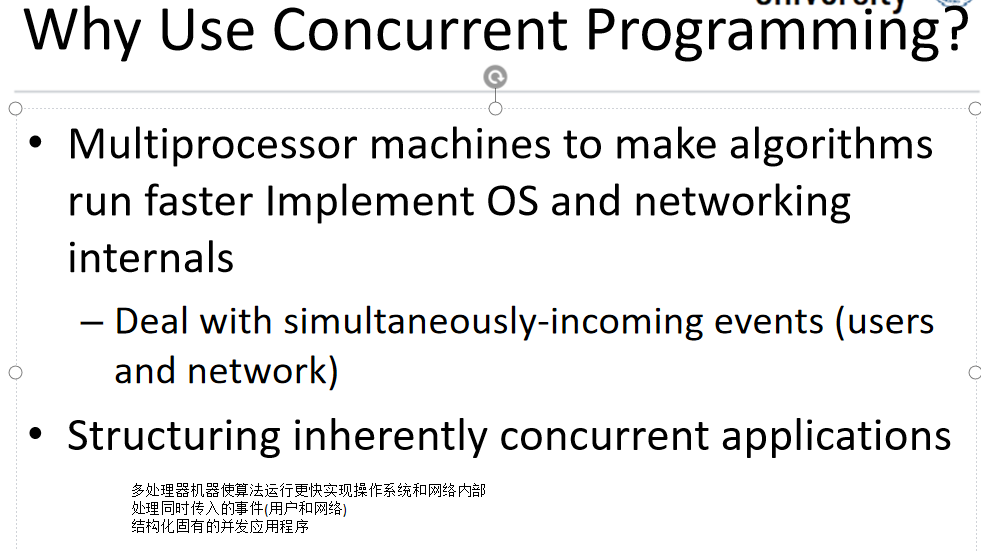 University
Why Use Concurrent Programming?
• Multiprocessor machines to make algorithms
run faster Implement OS and networking
internals
– Deal with simultaneously-incoming events (users
and network)
• Structuring inherently concurrent applications
多处理器机器使算法运行更快实现操作系统和网络内部
处理同时传入的事件(用户和网络)
结构化固有的并发应用程序